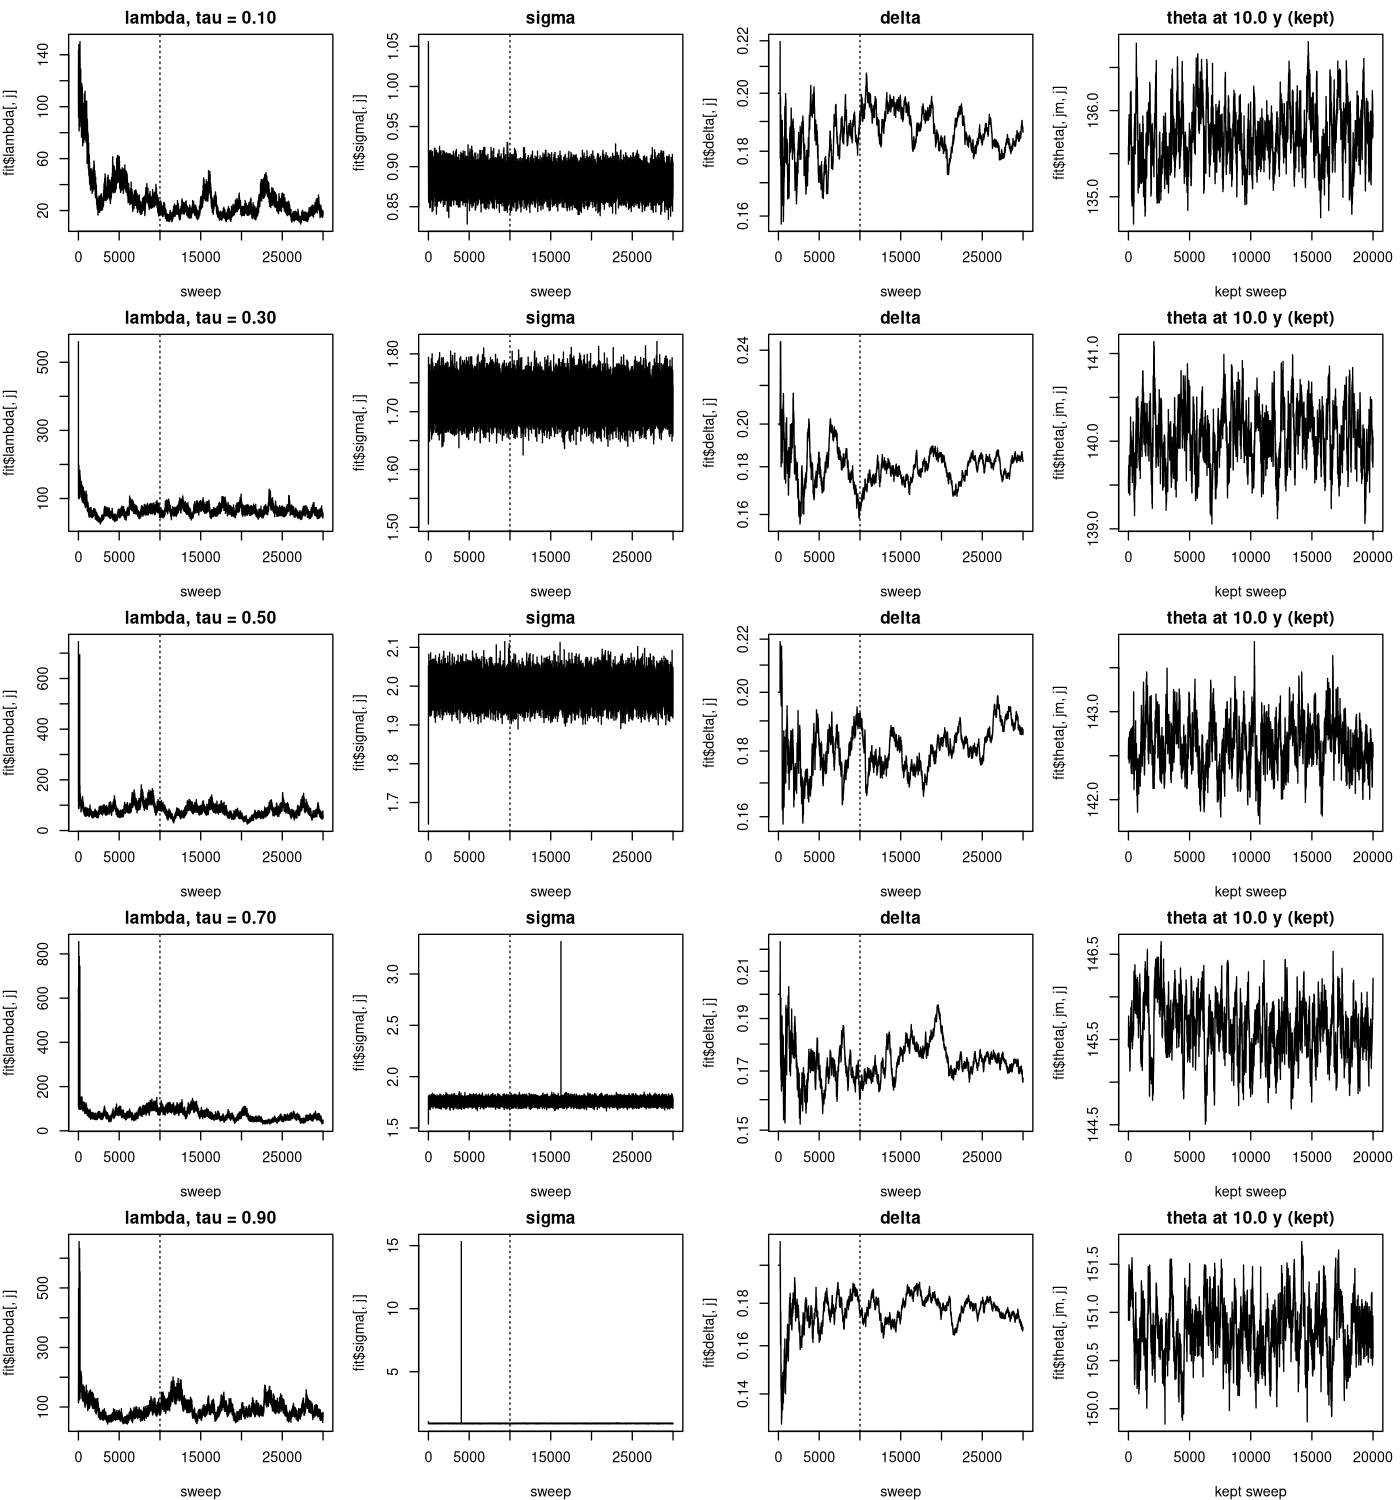 lambda, tau = 0.10
fit$lambda[, j]
20 60 100 140
0 5000 15000 25000
sweep
sigma
fit$sigma[, j]
0.85 0.90 0.95 1.00 1.05
0 5000 15000 25000
sweep
delta
fit$delta[, j]
0.16 0.18 0.20 0.22
0 5000 15000 25000
sweep
theta at 10.0 y (kept)
fit$theta[, jm, j]
135.0 136.0
0 5000 10000 15000 20000
kept sweep
lambda, tau = 0.30
fit$lambda[, j]
100 300 500
0 5000 15000 25000
sweep
sigma
fit$sigma[, j]
1.50 1.60 1.70 1.80
0 5000 15000 25000
sweep
delta
fit$delta[, j]
0.16 0.18 0.20 0.24
0 5000 15000 25000
sweep
theta at 10.0 y (kept)
fit$theta[, jm, j]
139.0 140.0 141.0
0 5000 10000 15000 20000
kept sweep
lambda, tau = 0.50
fit$lambda[, j]
0 200 400 600
0 5000 15000 25000
sweep
sigma
fit$sigma[, j]
1.7 1.8 1.9 2.0 2.1
0 5000 15000 25000
sweep
delta
fit$delta[, j]
0.16 0.18 0.20 0.22
0 5000 15000 25000
sweep
theta at 10.0 y (kept)
fit$theta[, jm, j]
142.0 143.0
0 5000 10000 15000 20000
kept sweep
lambda, tau = 0.70
fit$lambda[, j]
0 200 400 600 800
0 5000 15000 25000
sweep
sigma
fit$sigma[, j]
1.5 2.0 2.5 3.0
0 5000 15000 25000
sweep
delta
fit$delta[, j]
0.15 0.17 0.19 0.21
0 5000 15000 25000
sweep
theta at 10.0 y (kept)
fit$theta[, jm, j]
144.5 145.5 146.5
0 5000 10000 15000 20000
kept sweep
lambda, tau = 0.90
fit$lambda[, j]
100 300 500
0 5000 15000 25000
sweep
sigma
fit$sigma[, j]
5 10 15
0 5000 15000 25000
sweep
delta
fit$delta[, j]
0.14 0.16 0.18
0 5000 15000 25000
sweep
theta at 10.0 y (kept)
fit$theta[, jm, j]
150.0 150.5 151.0 151.5
0 5000 10000 15000 20000
kept sweep